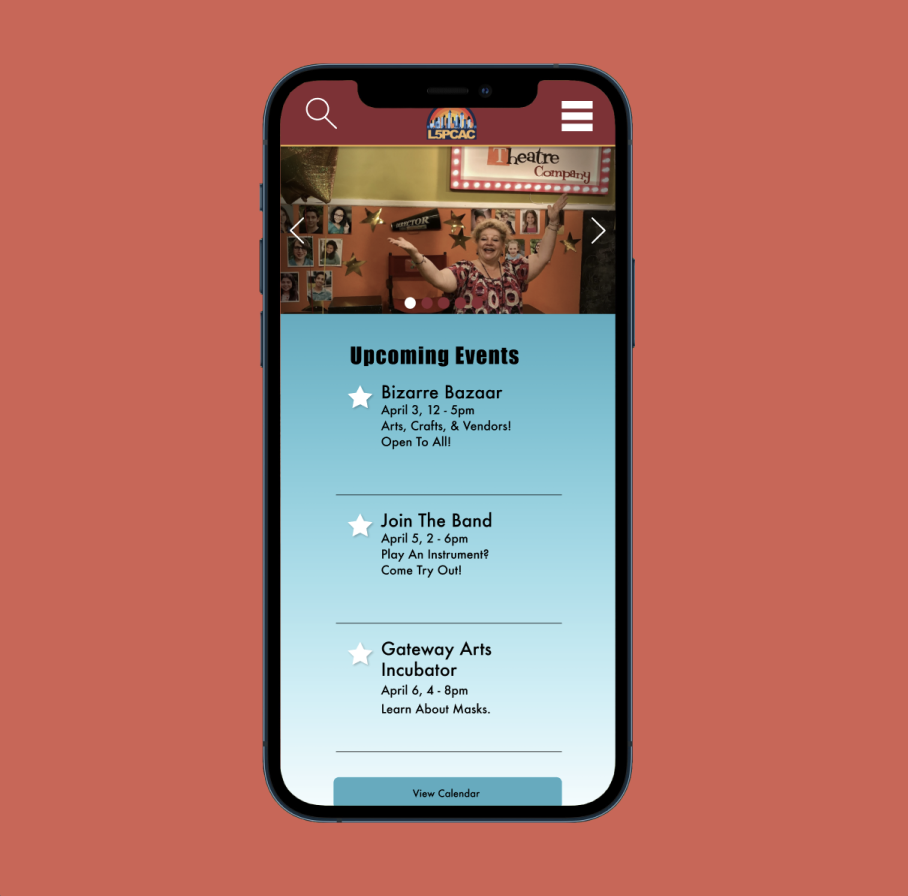 L5PCAC
Theatre
Company
DIRECTOR
Upcoming Events
Bizarre Bazaar
April 3, 12 - 5pm
Arts, Crafts, & Vendors!
Open To All!
Join The Band
April 5, 2 - 6pm
Play An Instrument?
Come Try Out!
Gateway Arts
Incubator
April 6, 4 - 8pm
Learn About Masks.
View Calendar